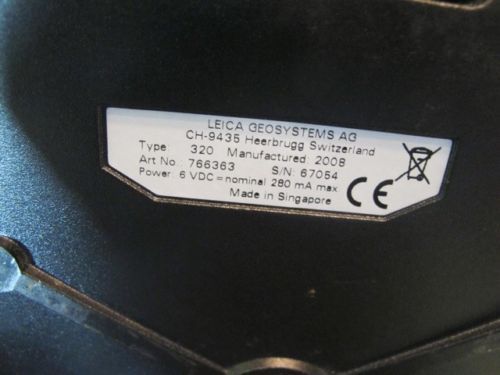 LEICA GEOSYSTEMS AG
CH-9435 Heerbrugg Switzerland
Type: 320 Manufactured: 2008
Art No.: 766363 S/N: 67054
Power: 6 VDC = nominal 280 mA max
Made in Singapore
CE